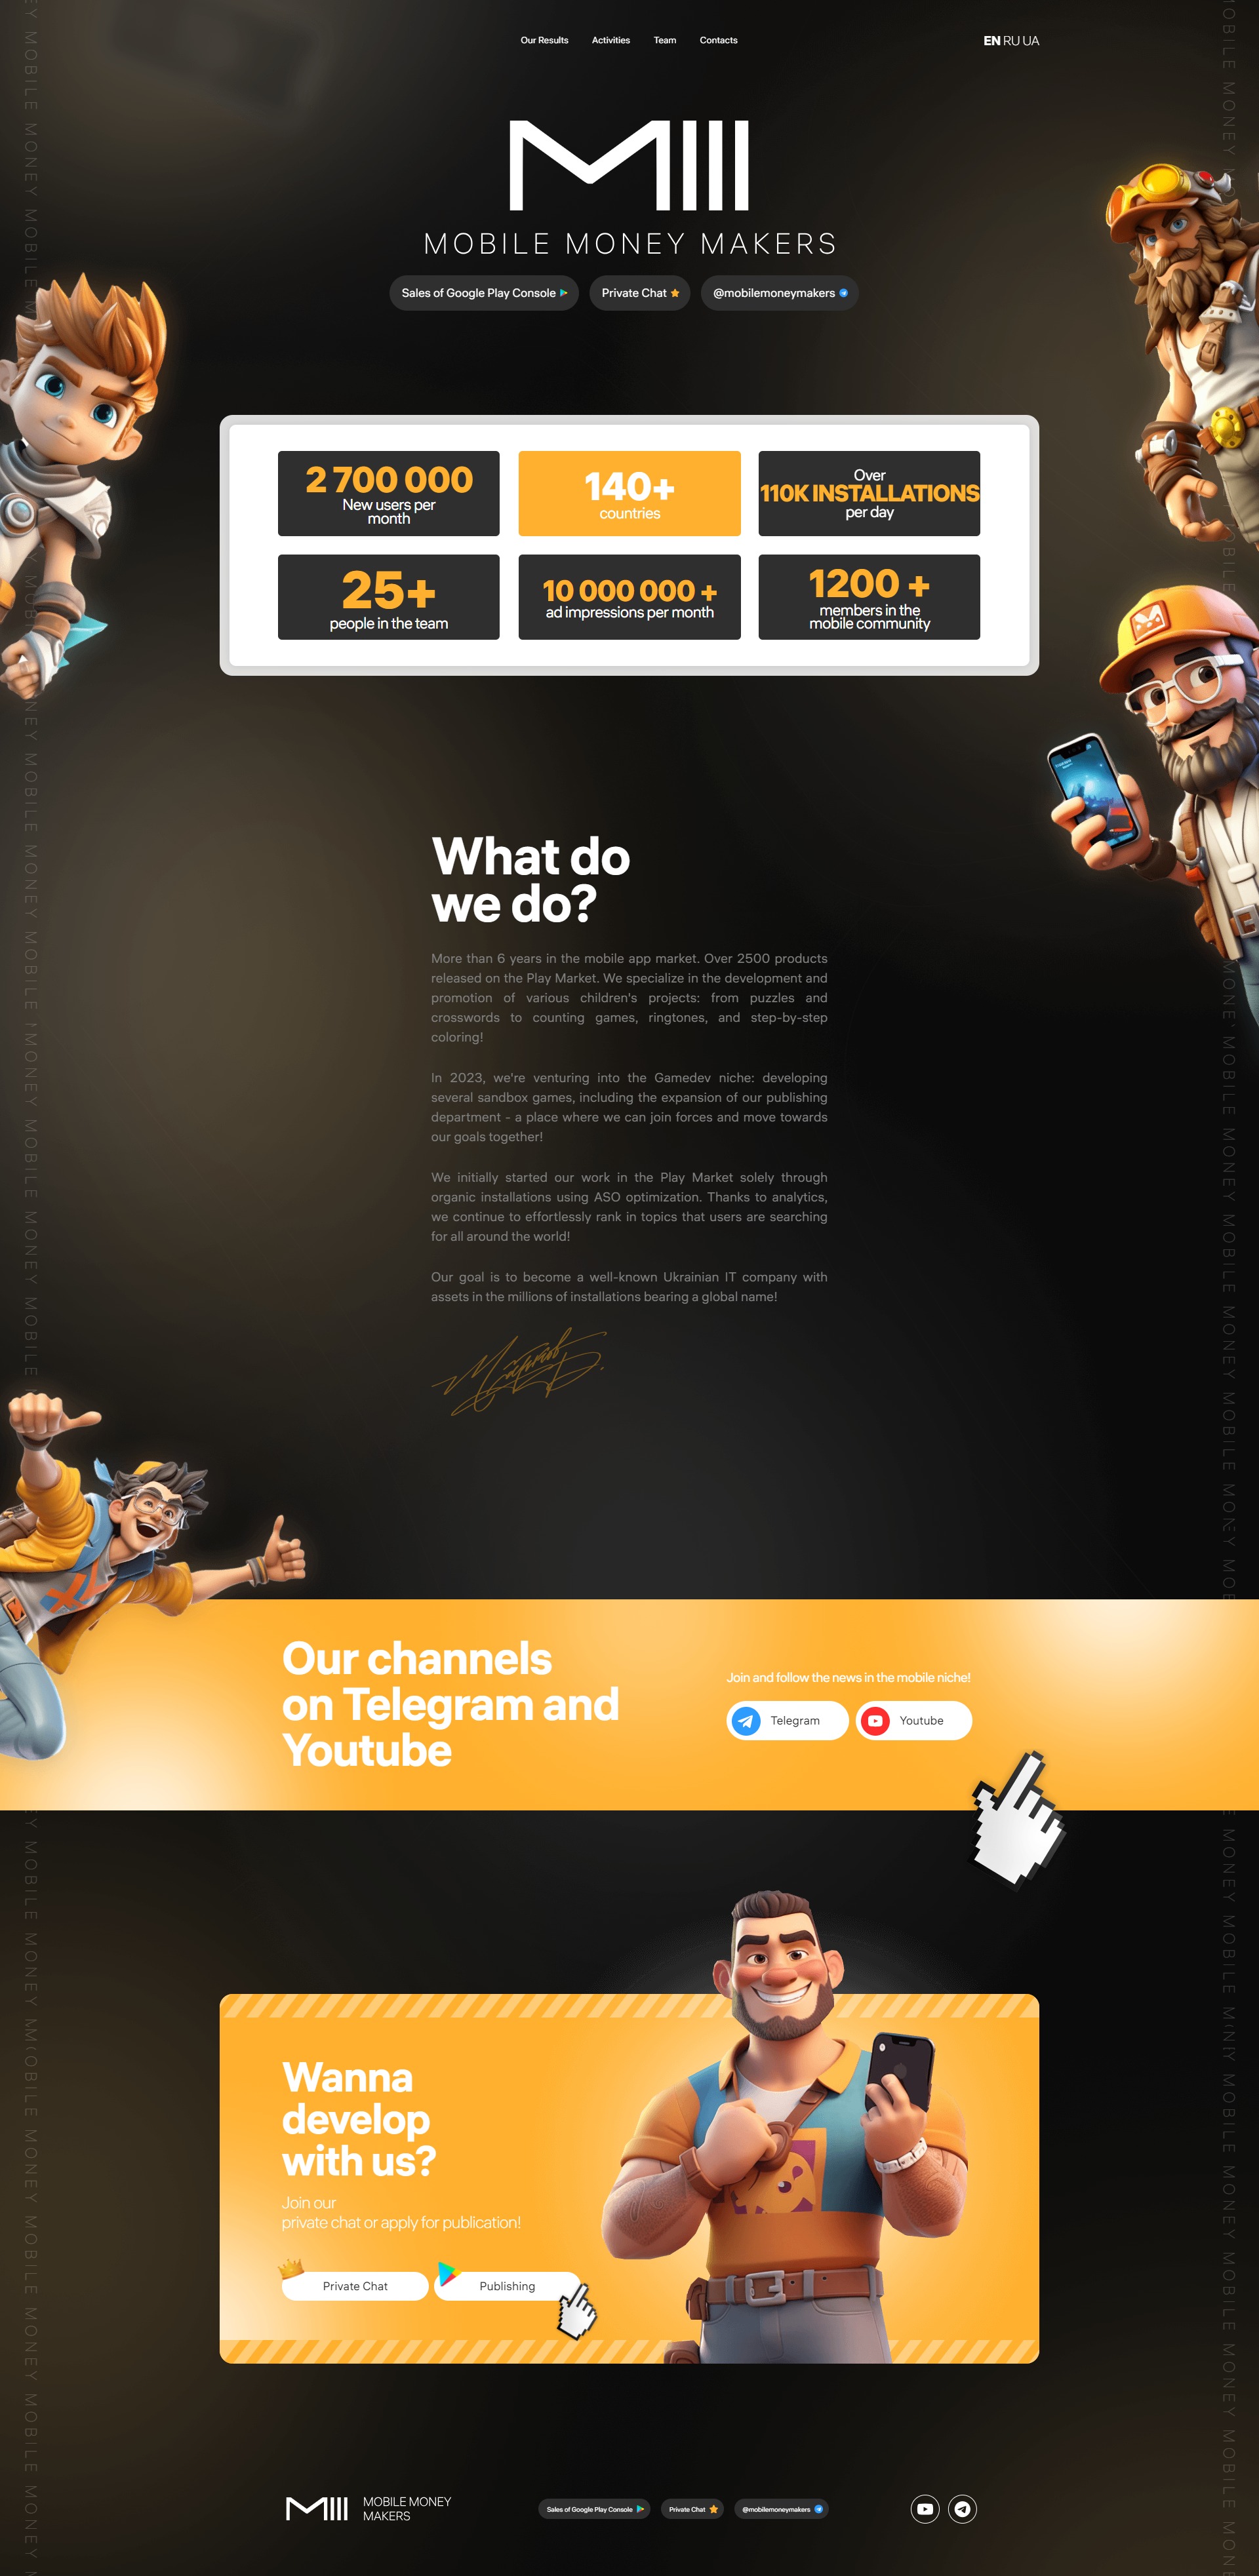 Our Results Activities Team Contacts
EN RU UA
MOBILE MONEY MAKERS
Sales of Google Play Console Private Chat @mobilemoneymakers
2 700 000
New users per
month
140+
countries
Over
110K INSTALLATIONS
per day
25+
people in the team
10 000 000 +
ad impressions per month
1200 +
members in the
mobile community
What do
we do?
More than 6 years in the mobile app market. Over 2500 products
released on the Play Market. We specialize in the development and
promotion of various children's projects: from puzzles and
crosswords to counting games, ringtones, and step-by-step
coloring!
In 2023, we're venturing into the Gamedev niche: developing
several sandbox games, including the expansion of our publishing
department - a place where we can join forces and move towards
our goals together!
We initially started our work in the Play Market solely through
organic installations using ASO optimization. Thanks to analytics,
we continue to effortlessly rank in topics that users are searching
for all around the world!
Our goal is to become a well-known Ukrainian IT company with
assets in the millions of installations bearing a global name!
Our channels
on Telegram and
Youtube
Join and follow the news in the mobile niche!
Telegram Youtube
Wanna
develop
with us?
Join our
private chat or apply for publication!
Private Chat Publishing
MOBILE MONEY
MAKERS
Sales of Google Play Console Private Chat @mobilemoneymakers